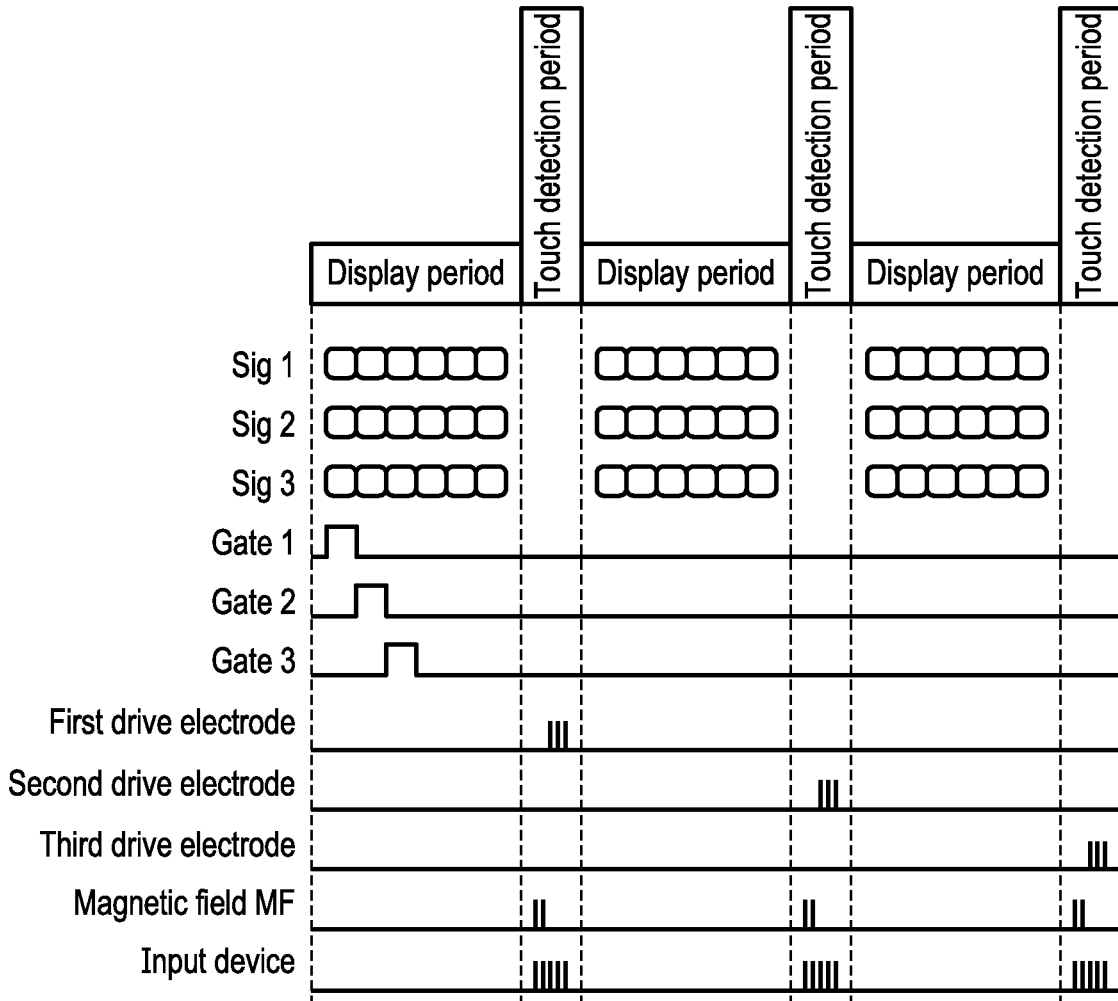 Touch detection period
Touch detection period
Touch detection period
Display period
Display period
Display period
Sig 1
Sig 2
Sig 3
Gate 1
Gate 2
Gate 3
First drive electrode
Second drive electrode
Third drive electrode
Magnetic field MF
Input device